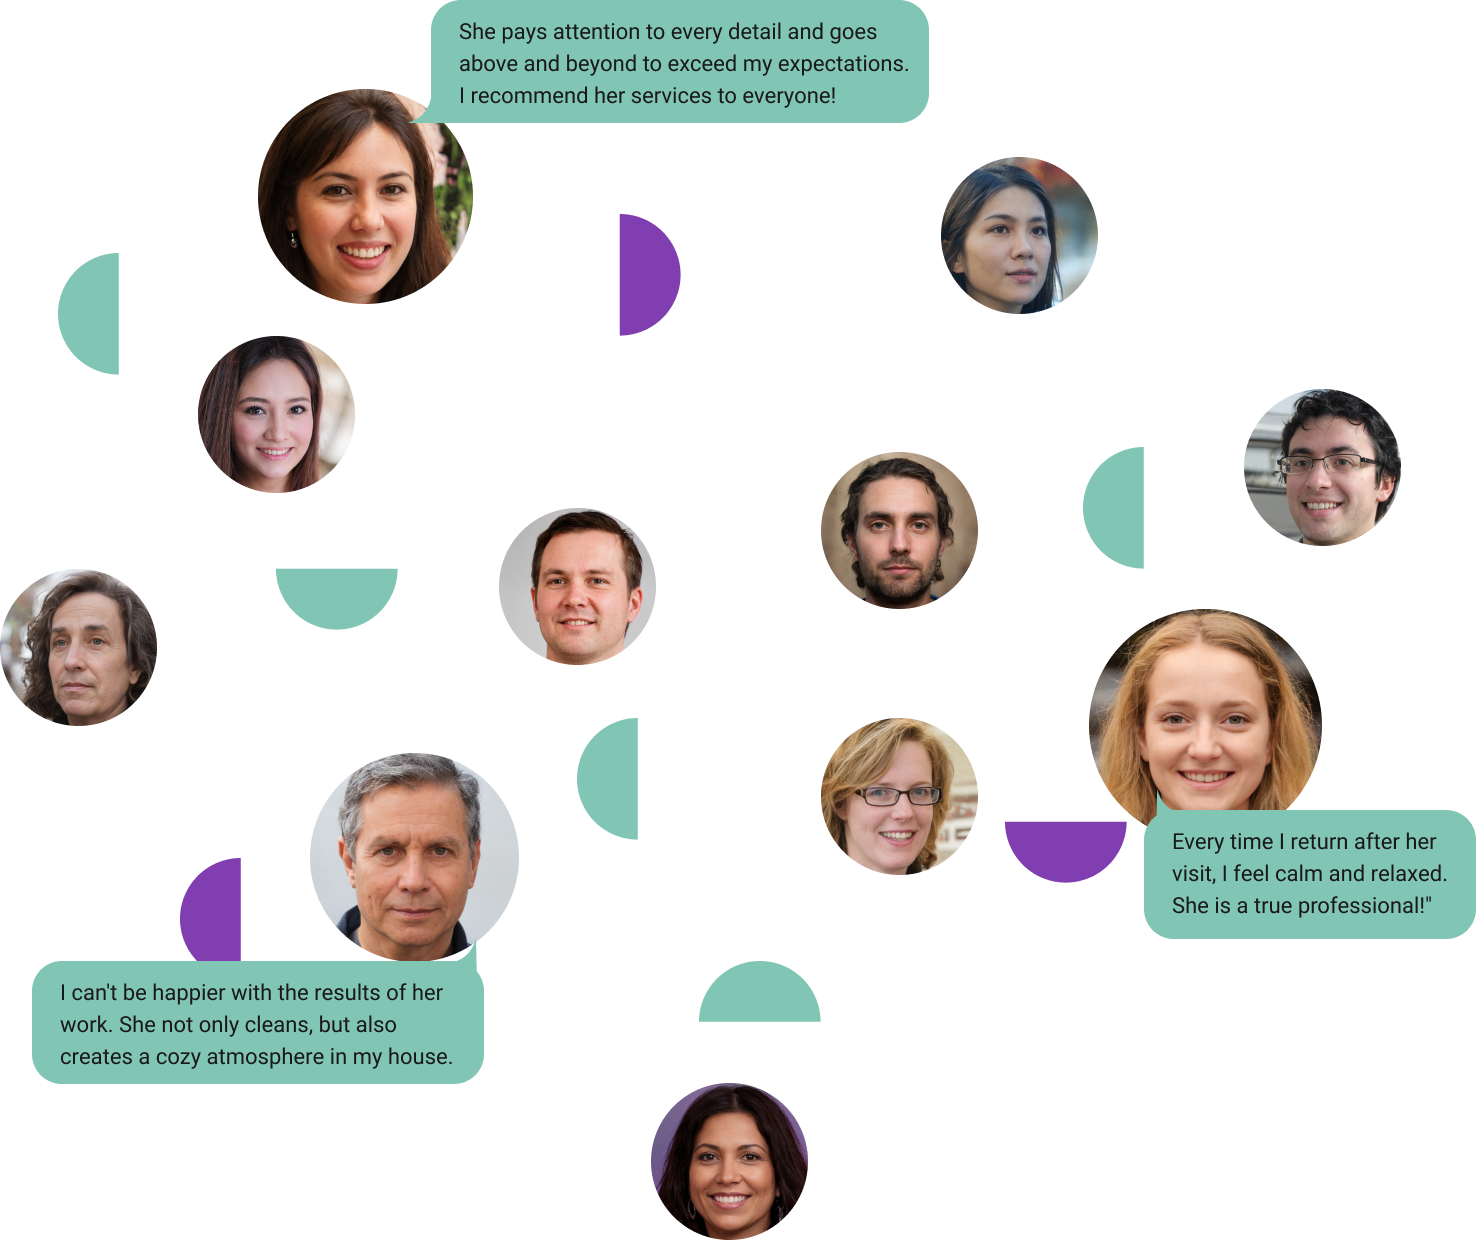 She pays attention to every detail and goes
above and beyond to exceed my expectations.
I recommend her services to everyone!
Every time I return after her
visit, I feel calm and relaxed.
She is a true professional!"
I can't be happier with the results of her
work. She not only cleans, but also
creates a cozy atmosphere in my house.